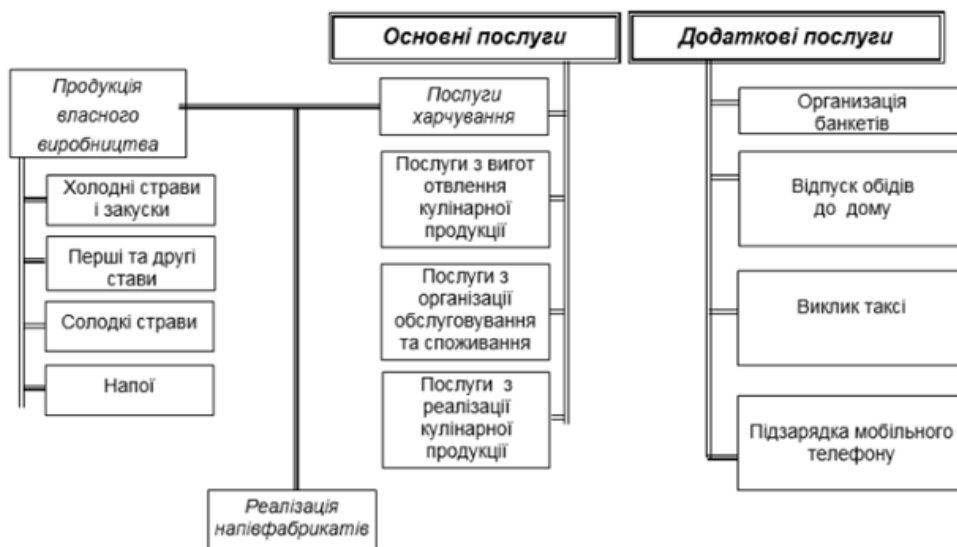 Основні послуги
Додаткові послуги
Продукція
власного
виробництва
Холодні страви
і закуски
Перші та другі
стави
Солодкі страви
Напої
Послуги
харчування
Послуги з вигот
отвлення
кулінарної
продукції
Послуги з
організації
обслуговування
та споживання
Послуги з
реалізації
кулінарної
продукції
Реалізація
напівфабрикатів
Организація
банкетів
Відпуск обідів
до дому
Виклик таксі
Підзарядка мобільного
телефону